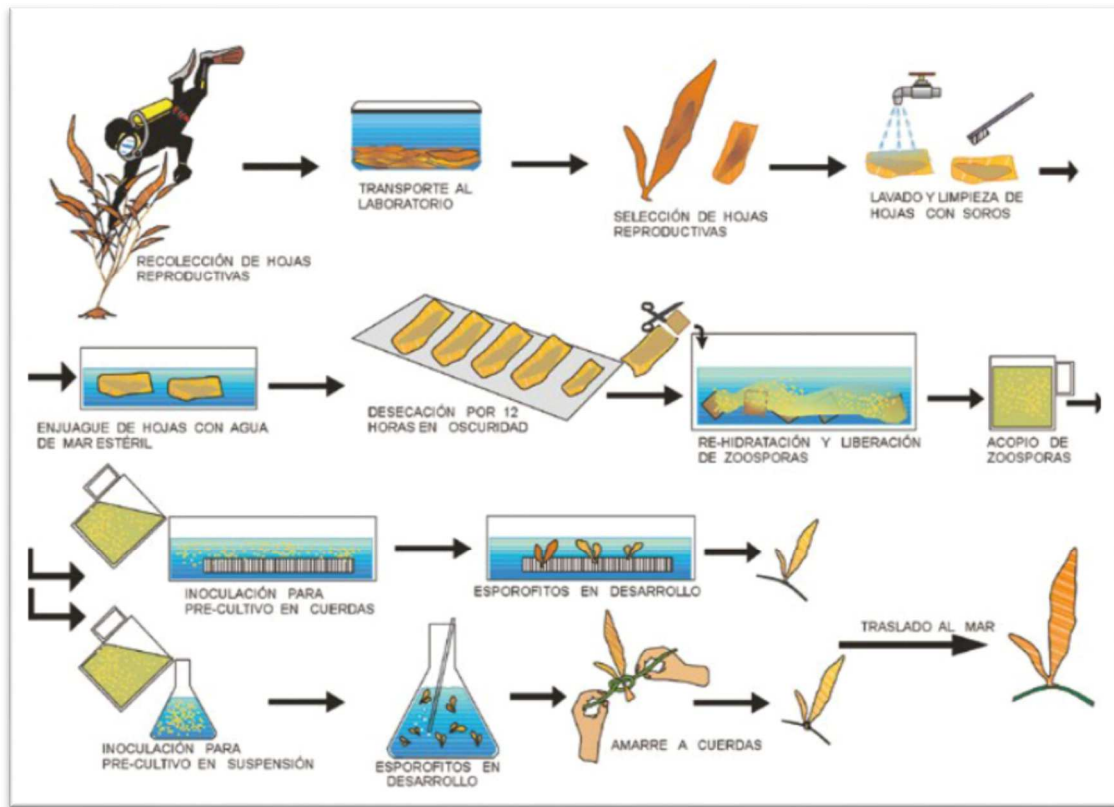 RECOLECCIÓN DE HOJAS
REPRODUCTIVAS
TRANSPORTE AL
LABORATORIO
SELECCIÓN DE HOJAS
REPRODUCTIVAS
LAVADO Y LIMPIEZA DE
HOJAS CON SOROS
ENJUAGUE DE HOJAS CON AGUA
DE MAR ESTÉRIL
DESECACIÓN POR 12
HORAS EN OSCURIDAD
RE-HIDRATACIÓN Y LIBERACIÓN
DE ZOOSPORAS
ACOPIO DE
ZOOSPORAS
INOCULACIÓN PARA
PRE-CULTIVO EN CUERDAS
ESPOROFITOS EN DESARROLLO
TRASLADO AL MAR
INOCULACIÓN PARA
PRE-CULTIVO EN SUSPENSIÓN
ESPOROFITOS EN
DESARROLLO
AMARRE A CUERDAS